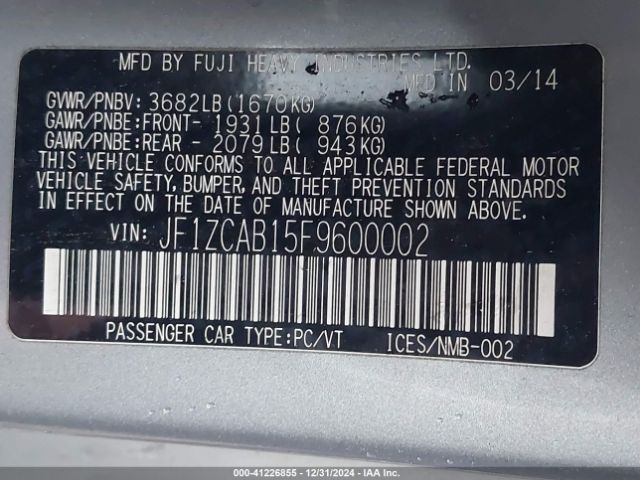 MFD BY FUJI HEAVY INDUSTRIES LTD.
MFD IN 03/14
GVWR/PNBV: 3682LB(1670KG)
GAWR/PNBE:FRONT- 1931LB( 876KG)
GAWR/PNBE:REAR - 2079LB( 943KG)
THIS VEHICLE CONFORMS TO ALL APPLICABLE FEDERAL MOTOR
VEHICLE SAFETY, BUMPER, AND THEFT PREVENTION STANDARDS
IN EFFECT ON THE DATE OF MANUFACTURE SHOWN ABOVE.
VIN: JF1ZCAB15F9600002
PASSENGER CAR TYPE:PC/VT ICES/NMB-002
000-41226855 - 12/31/2024 - IAAI.COM